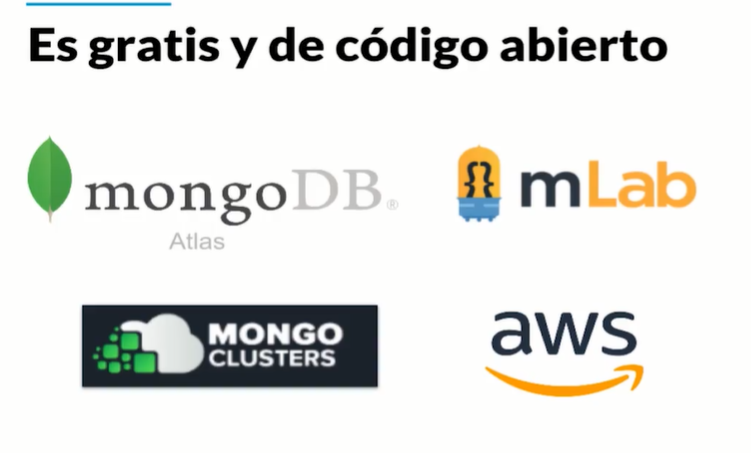 Es gratis y de código abierto
mongoDB®
Atlas
{} mLab
MONGO
CLUSTERS
aws